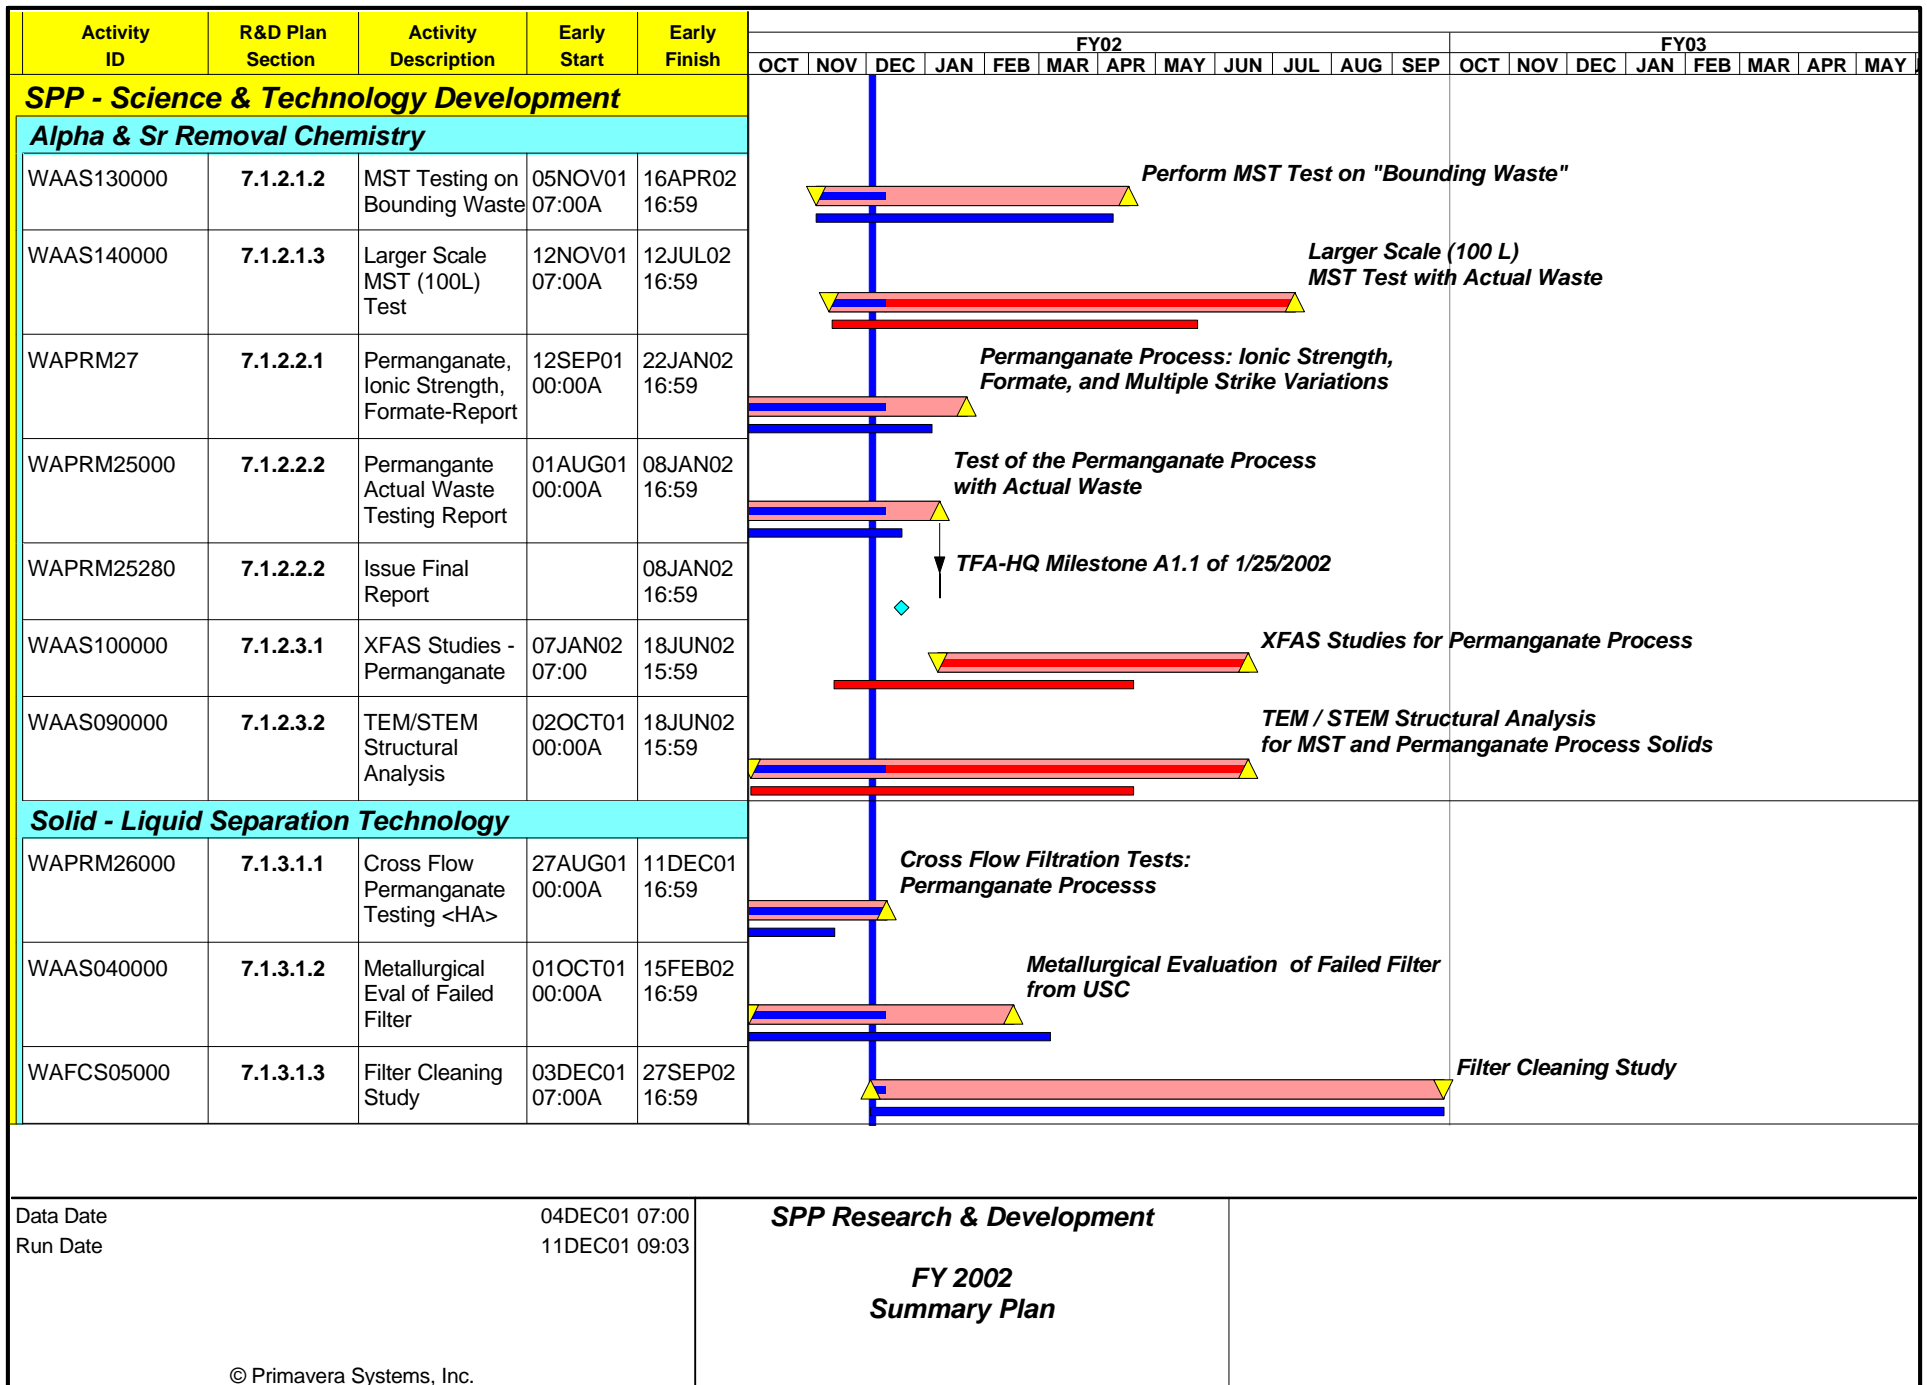 Activity ID R&D Plan Section Activity Description Early Start Early Finish
FY02 FY03
OCT NOV DEC JAN FEB MAR APR MAY JUN JUL AUG SEP OCT NOV DEC JAN FEB MAR APR MAY
SPP - Science & Technology Development
Alpha & Sr Removal Chemistry
WAAS130000 7.1.2.1.2 MST Testing on 05NOV01 16APR02
Bounding Waste 07:00A 16:59
Perform MST Test on "Bounding Waste"
WAAS140000 7.1.2.1.3 Larger Scale 12NOV01 12JUL02
MST (100L) 07:00A 16:59
Test
Larger Scale (100 L)
MST Test with Actual Waste
WAPRM27 7.1.2.2.1 Permanganate, 12SEP01 22JAN02
Ionic Strength, 00:00A 16:59
Formate-Report
Permanganate Process: Ionic Strength,
Formate, and Multiple Strike Variations
WAPRM25000 7.1.2.2.2 Permangante 01AUG01 08JAN02
Actual Waste 00:00A 16:59
Testing Report
Test of the Permanganate Process
with Actual Waste
WAPRM25280 7.1.2.2.2 Issue Final 08JAN02
Report 16:59
TFA-HQ Milestone A1.1 of 1/25/2002
WAAS100000 7.1.2.3.1 XFAS Studies - 07JAN02 18JUN02
Permanganate 07:00 15:59
XFAS Studies for Permanganate Process
WAAS090000 7.1.2.3.2 TEM/STEM 02OCT01 18JUN02
Structural 00:00A 15:59
Analysis
TEM / STEM Structural Analysis
for MST and Permanganate Process Solids
Solid - Liquid Separation Technology
WAPRM26000 7.1.3.1.1 Cross Flow 27AUG01 11DEC01
Permanganate 00:00A 16:59
Testing <HA>
Cross Flow Filtration Tests:
Permanganate Processs
WAAS040000 7.1.3.1.2 Metallurgical 01OCT01 15FEB02
Eval of Failed 00:00A 16:59
Filter
Metallurgical Evaluation of Failed Filter
from USC
WAFCS05000 7.1.3.1.3 Filter Cleaning 03DEC01 27SEP02
Study 07:00A 16:59
Filter Cleaning Study
Data Date 04DEC01 07:00
Run Date 11DEC01 09:03
© Primavera Systems, Inc.
SPP Research & Development
FY 2002
Summary Plan